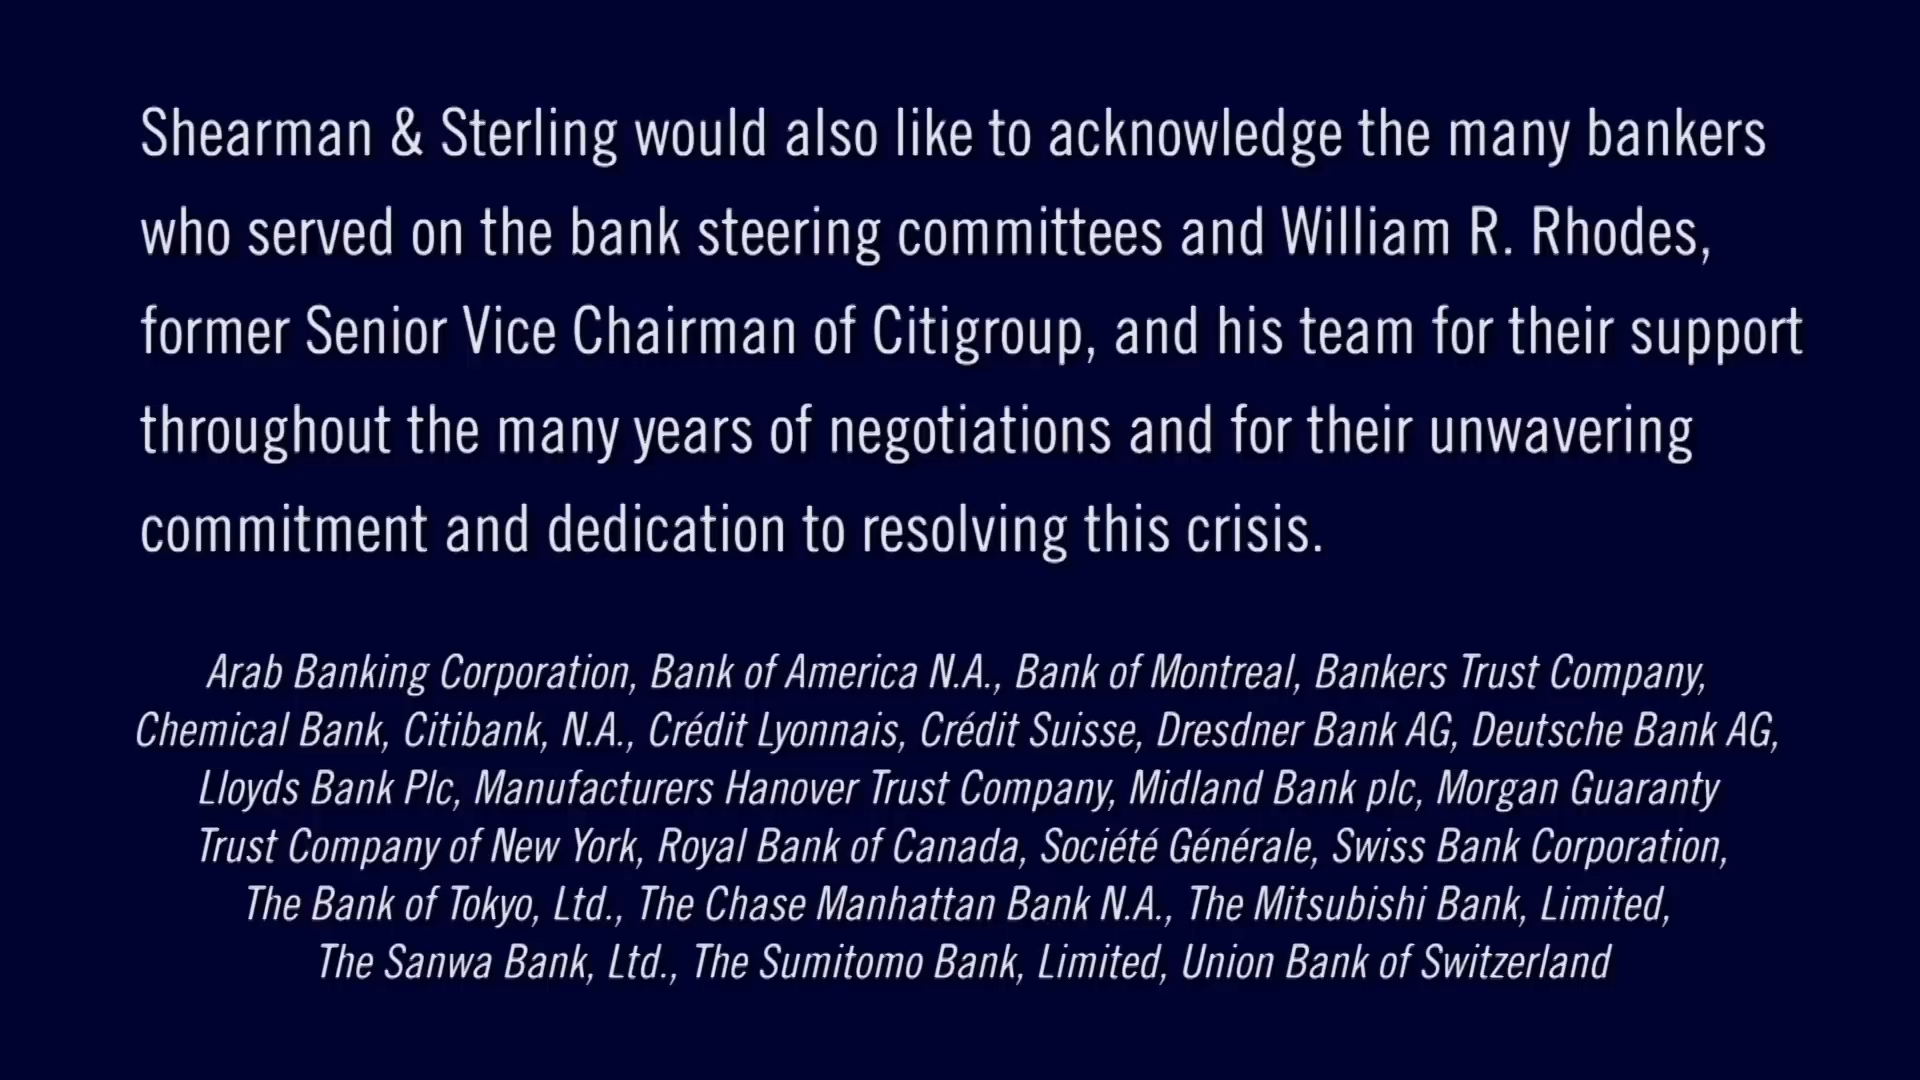 Shearman & Sterling would also like to acknowledge the many bankers
who served on the bank steering committees and William R. Rhodes,
former Senior Vice Chairman of Citigroup, and his team for their support
throughout the many years of negotiations and for their unwavering
commitment and dedication to resolving this crisis.
Arab Banking Corporation, Bank of America N.A., Bank of Montreal, Bankers Trust Company,
Chemical Bank, Citibank, N.A., Crédit Lyonnais, Crédit Suisse, Dresdner Bank AG, Deutsche Bank AG,
Lloyds Bank Plc, Manufacturers Hanover Trust Company, Midland Bank plc, Morgan Guaranty
Trust Company of New York, Royal Bank of Canada, Société Générale, Swiss Bank Corporation,
The Bank of Tokyo, Ltd., The Chase Manhattan Bank N.A., The Mitsubishi Bank, Limited,
The Sanwa Bank, Ltd., The Sumitomo Bank, Limited, Union Bank of Switzerland